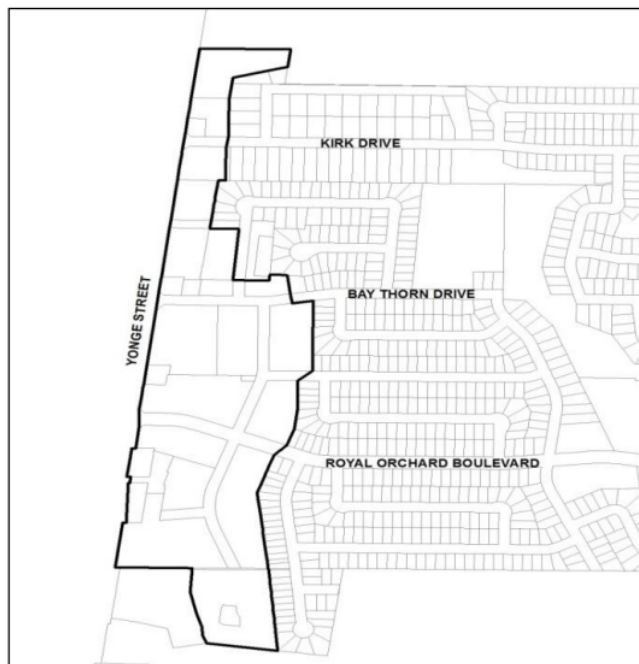 KIRK DRIVE
YONGE STREET
BAY THORN DRIVE
ROYAL ORCHARD BOULEVARD